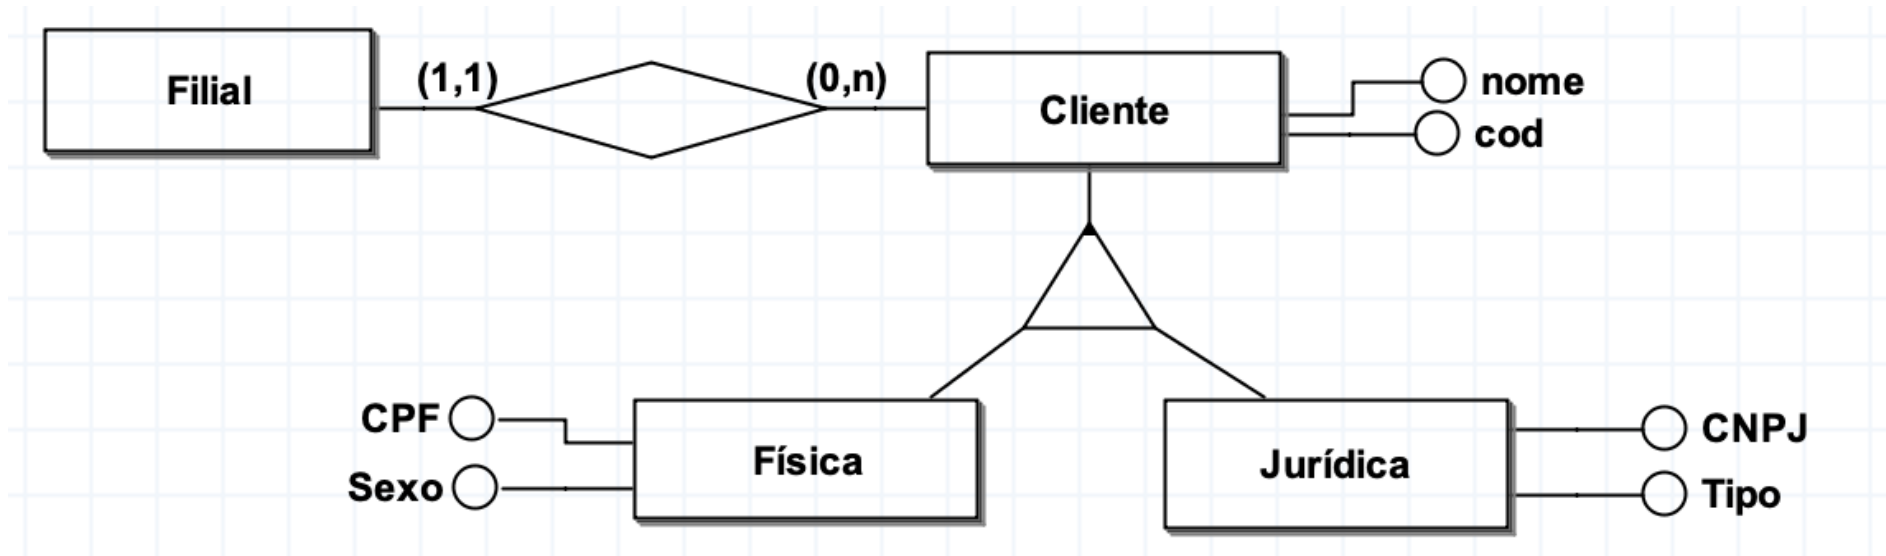 Filial
(1,1)
(0,n)
Cliente
nome
cod
CPF
Sexo
Física
Jurídica
CNPJ
Tipo